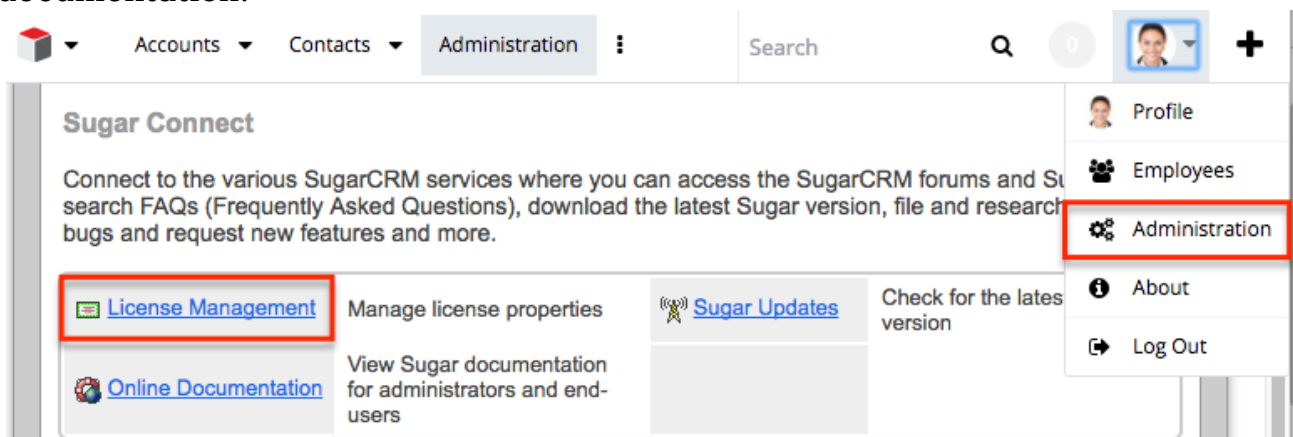 Accounts Contacts Administration Search 0
Profile
Employees
Administration
About
Log Out
Sugar Connect
Connect to the various SugarCRM services where you can access the SugarCRM forums and
search FAQs (Frequently Asked Questions), download the latest Sugar version, file and research
bugs and request new features and more.
License Management
Manage license properties
Sugar Updates
Check for the
version
Online Documentation
View Sugar documentation
for administrators and end-
users